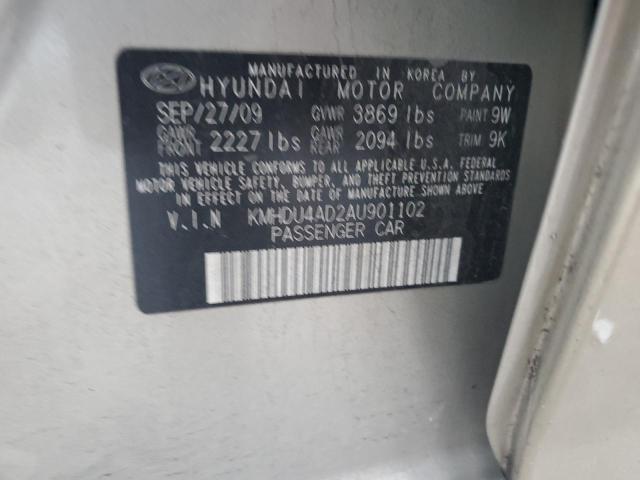 MANUFACTURED IN KOREA BY
HYUNDAI MOTOR COMPANY
SEP/27/09 GVWR 3869 lbs PAINT 9W
GAWR FRONT 2227 lbs GAWR REAR 2094 lbs TRIM 9K
THIS VEHICLE CONFORMS TO ALL APPLICABLE U.S.A. FEDERAL
MOTOR VEHICLE SAFETY, BUMPER, AND THEFT PREVENTION
STANDARDS IN EFFECT ON THE DATE OF MANUFACTURE SHOWN ABOVE.
V.I.N KMHDU4AD2AU901102
PASSENGER CAR